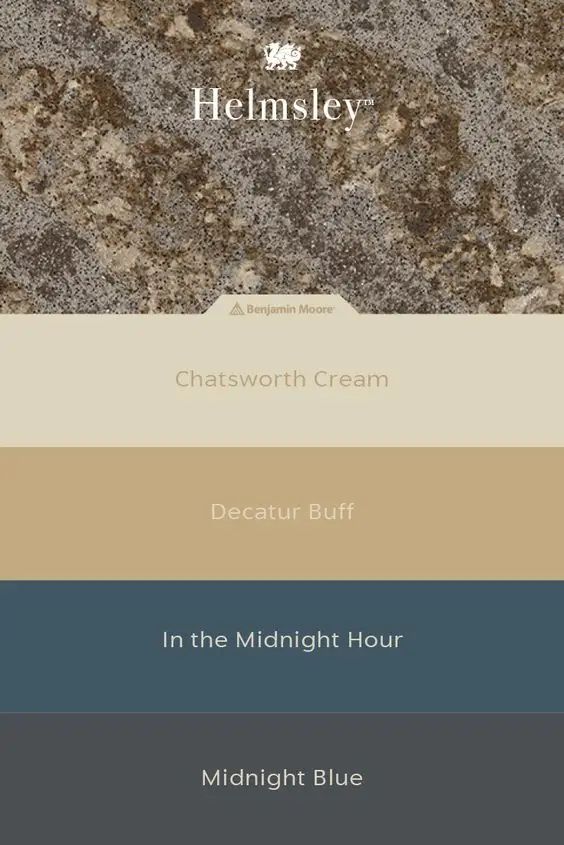 Helmsley™
Benjamin Moore®
Chatsworth Cream
Decatur Buff
In the Midnight Hour
Midnight Blue